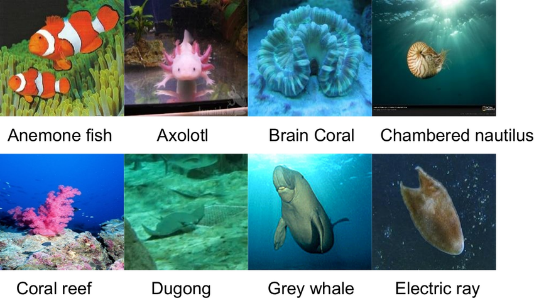 Anemone fish
Axolotl
Brain Coral
Chambered nautilus
Coral reef
Dugong
Grey whale
Electric ray